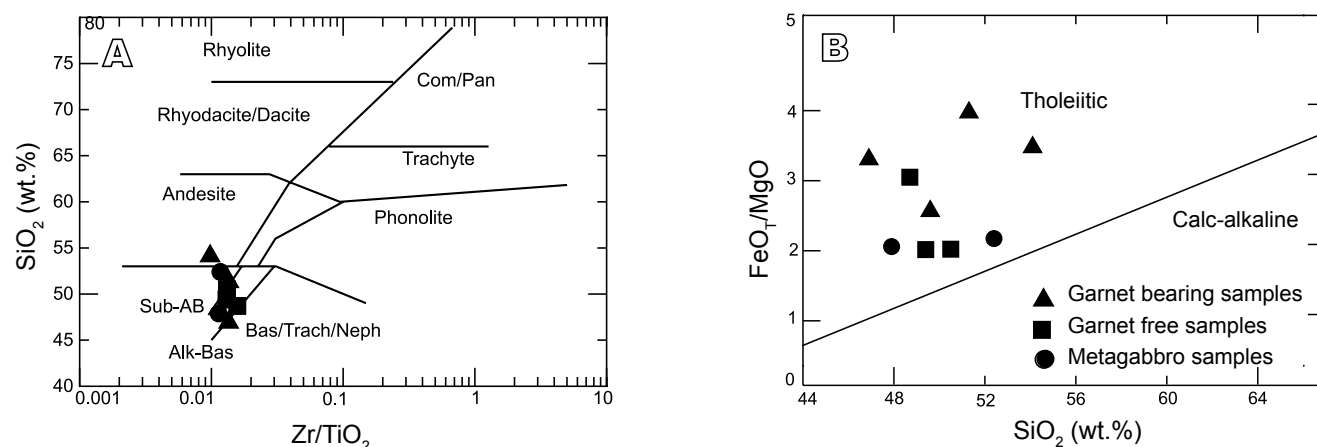 A
80
75
70
65
60
55
50
45
40
SiO2 (wt.%)
Rhyolite
Com/Pan
Rhyodacite/Dacite
Trachyte
Andesite
Phonolite
Sub-AB
Bas/Trach/Neph
Alk-Bas
0.001 0.01 0.1 1 10
Zr/TiO2
B
5
4
3
2
1
0
FeOT/MgO
Tholeiitic
Calc-alkaline
Garnet bearing samples
Garnet free samples
Metagabbro samples
44 48 52 56 60 64
SiO2 (wt.%)